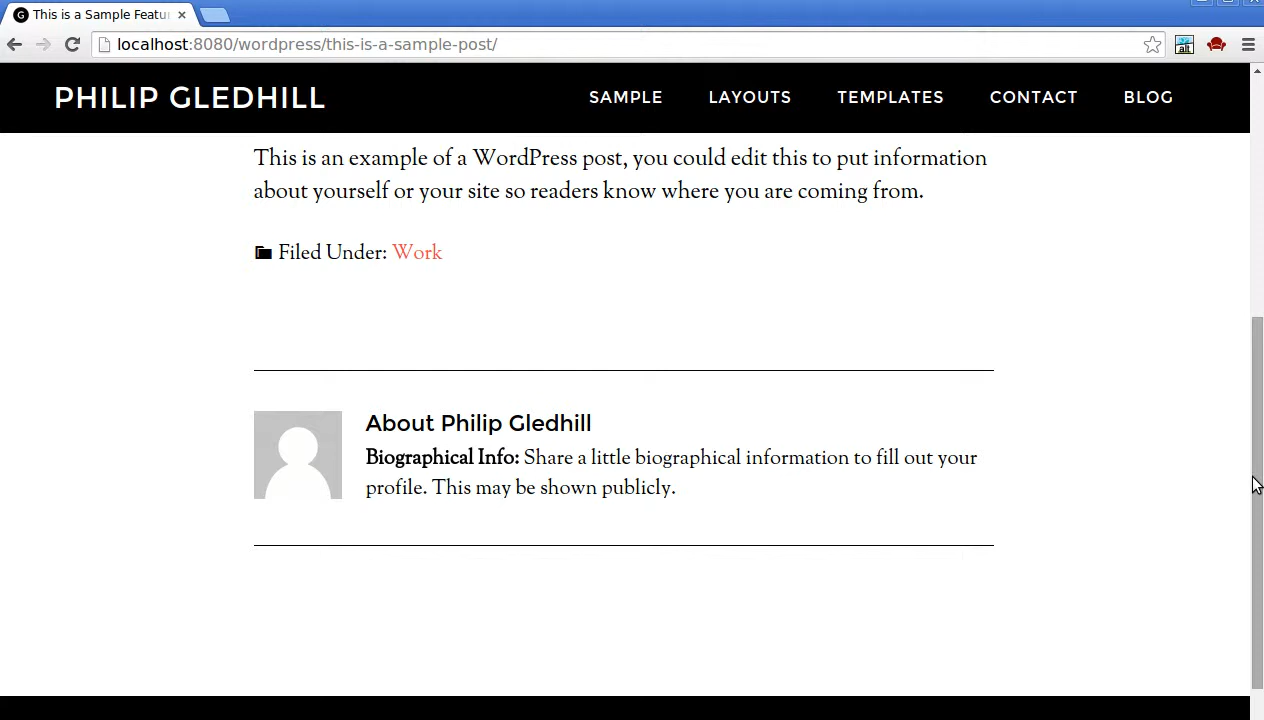 This is a Sample Featu
localhost:8080/wordpress/this-is-a-sample-post/
alt
PHILIP GLEDHILL SAMPLE LAYOUTS TEMPLATES CONTACT BLOG
This is an example of a WordPress post, you could edit this to put information
about yourself or your site so readers know where you are coming from.
Filed Under: Work
About Philip Gledhill
Biographical Info: Share a little biographical information to fill out your
profile. This may be shown publicly.